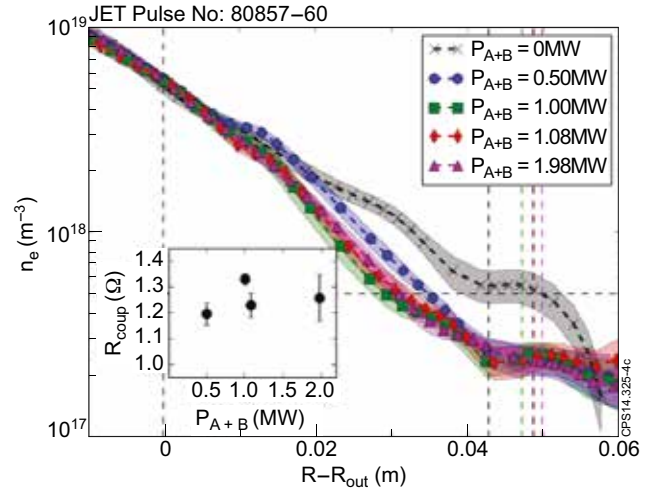 JET Pulse No: 80857–60
10¹⁹
10¹⁸
10¹⁷
nₑ (m⁻³)
P_A+B = 0MW
P_A+B = 0.50MW
P_A+B = 1.00MW
P_A+B = 1.08MW
P_A+B = 1.98MW
1.4
1.3
1.2
1.1
1.0
R_coup (Ω)
0.5 1.0 1.5 2.0
P_A + B (MW)
0 0.02 0.04 0.06
R–R_out (m)
CPS14.325-4c